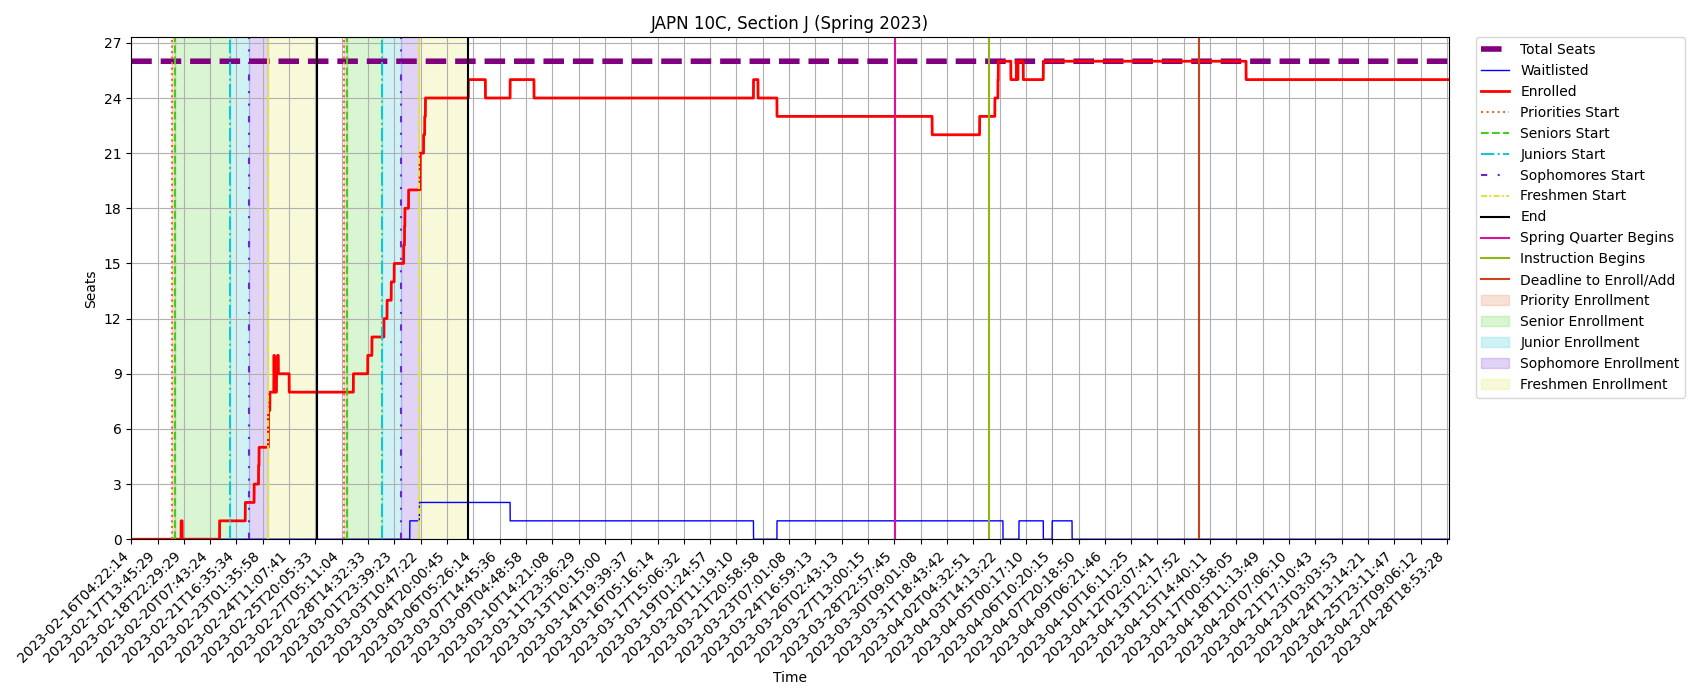 JAPN 10C, Section J (Spring 2023)
27
24
21
18
15
12
9
6
3
0
Seats
2023-02-16T04:22:14
2023-02-17T13:45:29
2023-02-18T22:29:29
2023-02-20T07:43:24
2023-02-21T16:35:34
2023-02-23T01:35:58
2023-02-24T11:07:41
2023-02-25T20:05:33
2023-02-27T05:11:04
2023-02-28T14:32:33
2023-03-01T23:39:23
2023-03-03T10:47:22
2023-03-04T20:00:45
2023-03-06T05:26:14
2023-03-07T14:45:36
2023-03-09T04:48:58
2023-03-10T14:21:08
2023-03-11T23:36:29
2023-03-13T10:15:00
2023-03-14T19:39:37
2023-03-16T05:16:14
2023-03-17T15:06:32
2023-03-19T01:24:57
2023-03-20T11:19:10
2023-03-21T20:58:58
2023-03-23T07:01:08
2023-03-24T16:59:13
2023-03-26T02:43:13
2023-03-27T13:00:15
2023-03-28T22:57:45
2023-03-30T09:01:08
2023-03-31T18:43:42
2023-04-02T04:32:51
2023-04-03T14:13:22
2023-04-05T00:17:10
2023-04-06T10:20:15
2023-04-07T20:18:50
2023-04-09T06:21:46
2023-04-10T16:11:25
2023-04-12T02:07:41
2023-04-13T12:17:52
2023-04-15T14:40:11
2023-04-17T00:58:05
2023-04-18T11:13:49
2023-04-20T07:06:10
2023-04-21T17:10:43
2023-04-23T03:03:53
2023-04-24T13:14:21
2023-04-25T23:11:47
2023-04-27T09:06:12
2023-04-28T18:53:28
Time
Total Seats
Waitlisted
Enrolled
Priorities Start
Seniors Start
Juniors Start
Sophomores Start
Freshmen Start
End
Spring Quarter Begins
Instruction Begins
Deadline to Enroll/Add
Priority Enrollment
Senior Enrollment
Junior Enrollment
Sophomore Enrollment
Freshmen Enrollment